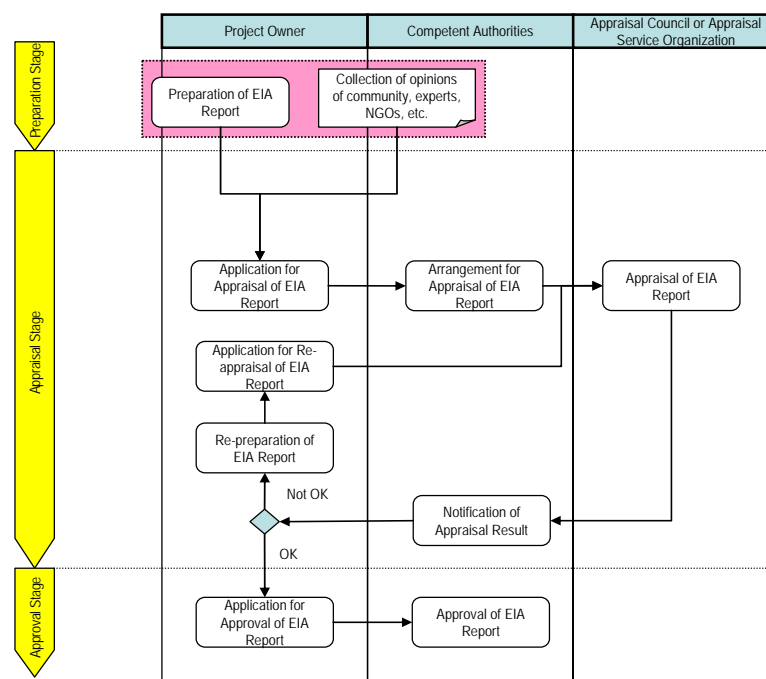 Project Owner
Competent Authorities
Appraisal Council or Appraisal
Service Organization
Preparation Stage
Preparation of EIA
Report
Collection of opinions
of community, experts,
NGOs, etc.
Appraisal Stage
Application for
Appraisal of EIA
Report
Arrangement for
Appraisal of EIA
Report
Appraisal of EIA
Report
Application for Re-
appraisal of EIA
Report
Re-preparation of
EIA Report
Not OK
Notification of
Appraisal Result
OK
Approval Stage
Application for
Approval of EIA
Report
Approval of EIA
Report